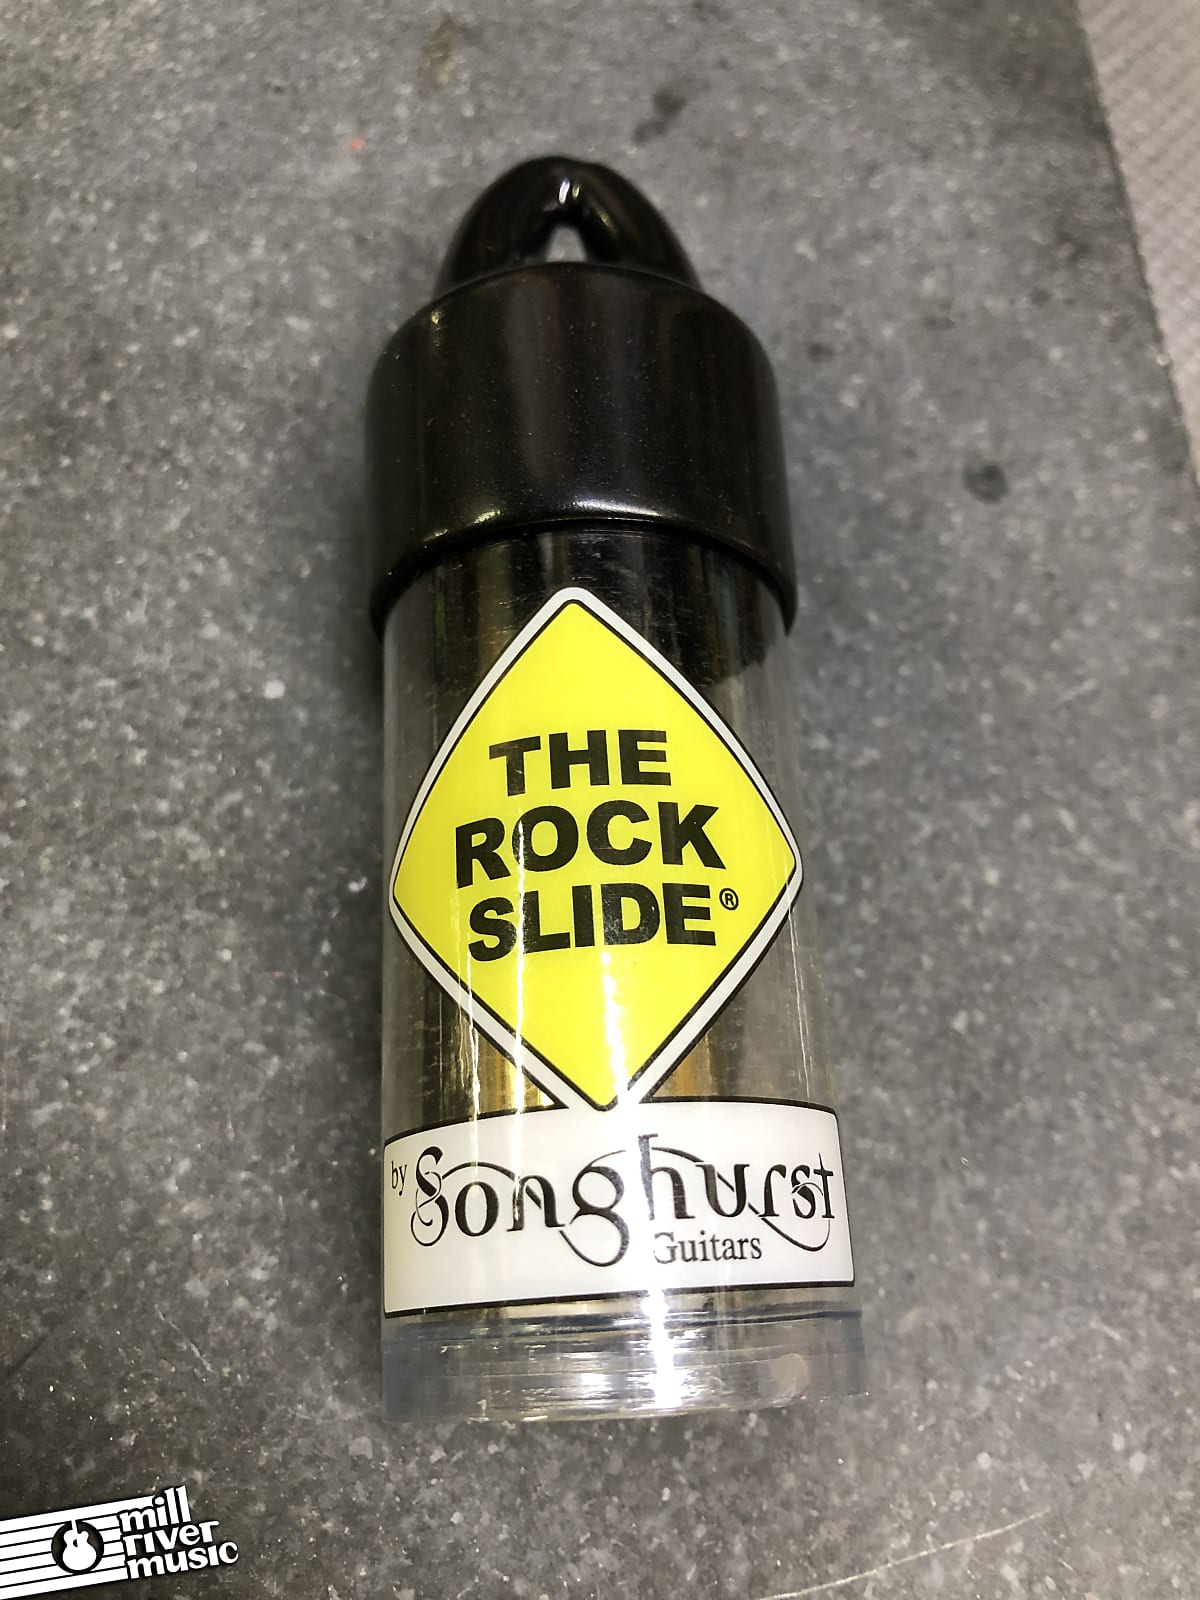 THE
ROCK
SLIDE®
by Songhurst
Guitars
mill
river
music